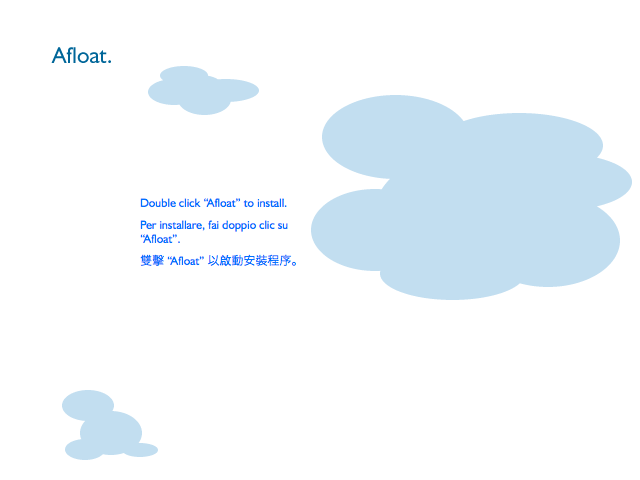 Afloat.
Double click “Afloat” to install.
Per installare, fai doppio clic su
“Afloat”.
雙擊 “Afloat” 以啟動安裝程序。